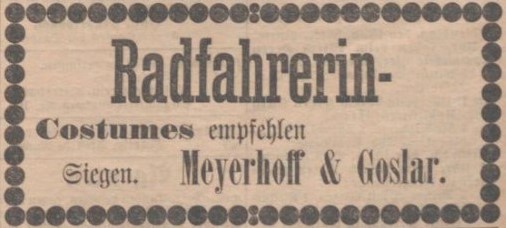 Radfahrerin-
Costumes empfehlen
Siegen. Meyerhoff & Goslar.